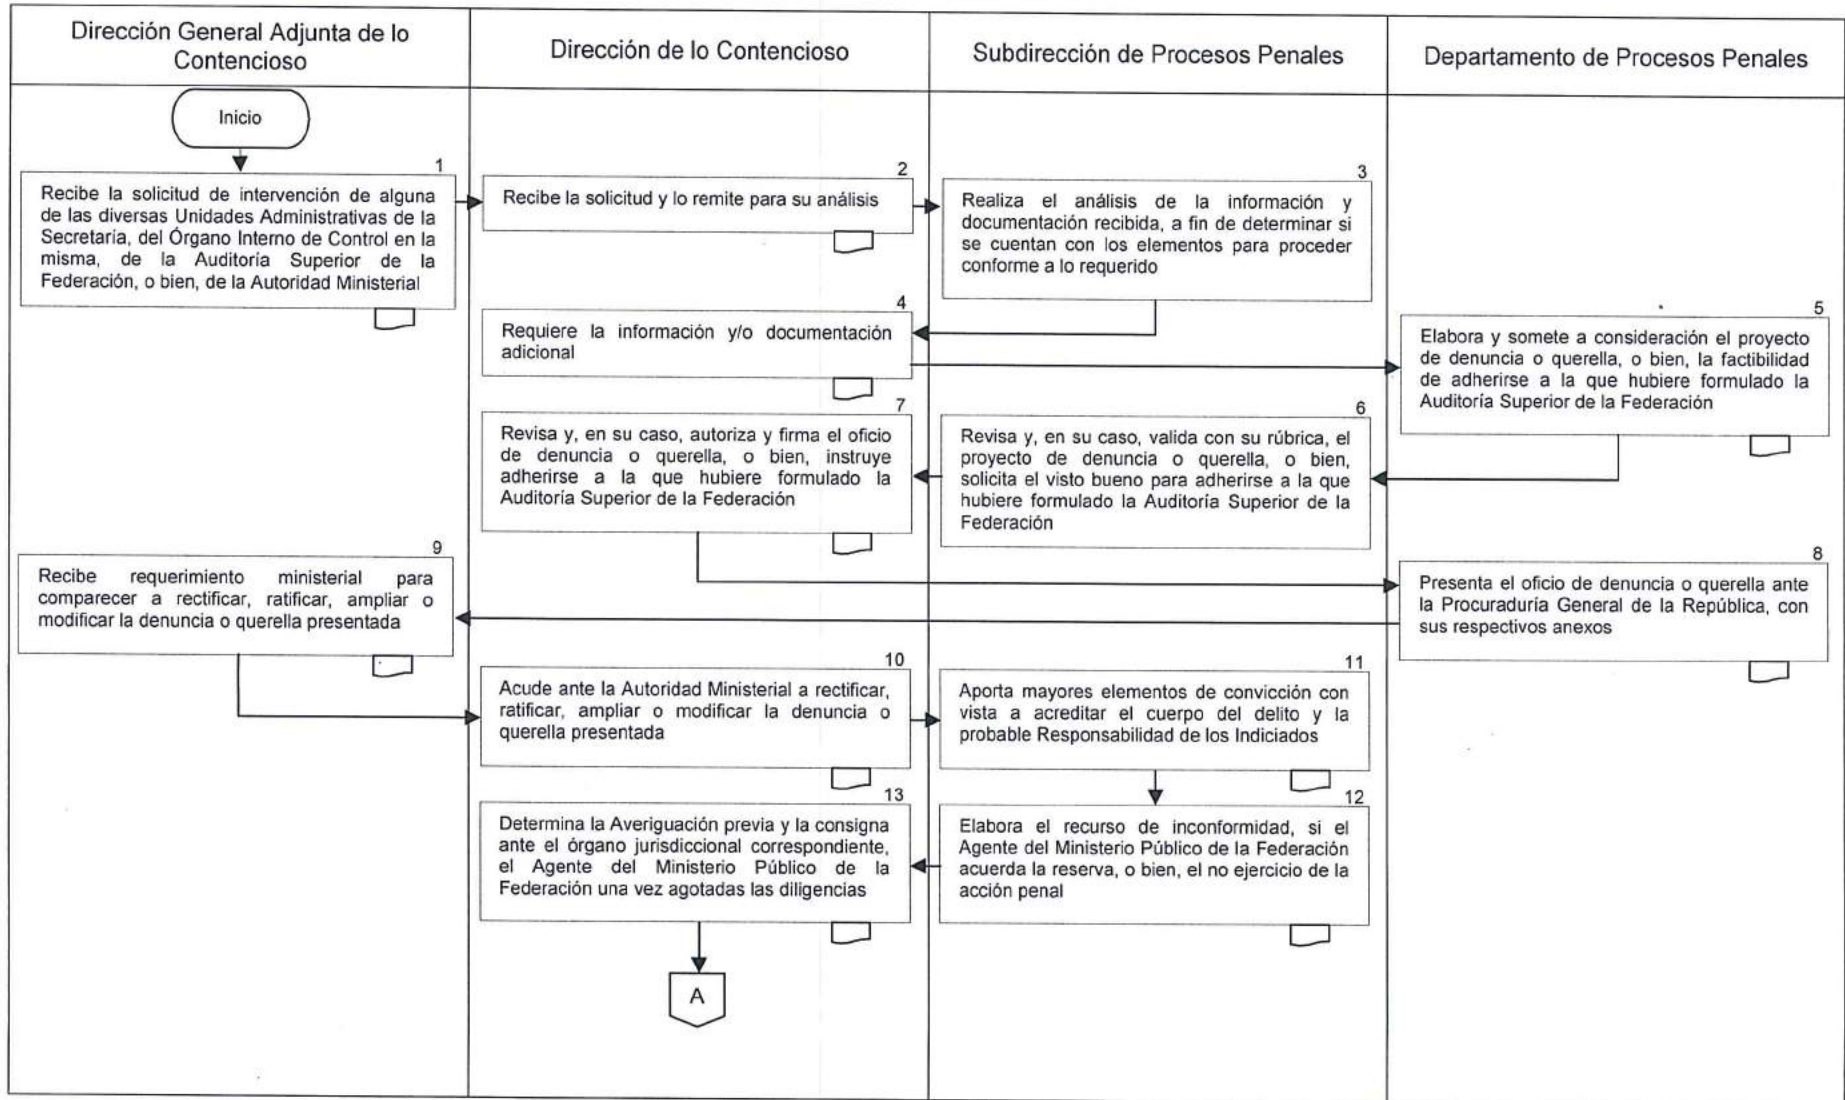 Dirección General Adjunta de lo
Contencioso
Dirección de lo Contencioso
Subdirección de Procesos Penales
Departamento de Procesos Penales
Inicio
1
Recibe la solicitud de intervención de alguna
de las diversas Unidades Administrativas de la
Secretaría, del Órgano Interno de Control en la
misma, de la Auditoría Superior de la
Federación, o bien, de la Autoridad Ministerial
2
Recibe la solicitud y lo remite para su análisis
3
Realiza el análisis de la información y
documentación recibida, a fin de determinar si
se cuentan con los elementos para proceder
conforme a lo requerido
4
Requiere la información y/o documentación
adicional
5
Elabora y somete a consideración el proyecto
de denuncia o querella, o bien, la factibilidad
de adherirse a la que hubiere formulado la
Auditoría Superior de la Federación
6
Revisa y, en su caso, valida con su rúbrica, el
proyecto de denuncia o querella, o bien,
solicita el visto bueno para adherirse a la que
hubiere formulado la Auditoría Superior de la
Federación
7
Revisa y, en su caso, autoriza y firma el oficio
de denuncia o querella, o bien, instruye
adherirse a la que hubiere formulado la
Auditoría Superior de la Federación
8
Presenta el oficio de denuncia o querella ante
la Procuraduría General de la República, con
sus respectivos anexos
9
Recibe requerimiento ministerial para
comparecer a rectificar, ratificar, ampliar o
modificar la denuncia o querella presentada
10
Acude ante la Autoridad Ministerial a rectificar,
ratificar, ampliar o modificar la denuncia o
querella presentada
11
Aporta mayores elementos de convicción con
vista a acreditar el cuerpo del delito y la
probable Responsabilidad de los Indiciados
12
Elabora el recurso de inconformidad, si el
Agente del Ministerio Público de la Federación
acuerda la reserva, o bien, el no ejercicio de la
acción penal
13
Determina la Averiguación previa y la consigna
ante el órgano jurisdiccional correspondiente,
el Agente del Ministerio Público de la
Federación una vez agotadas las diligencias
A